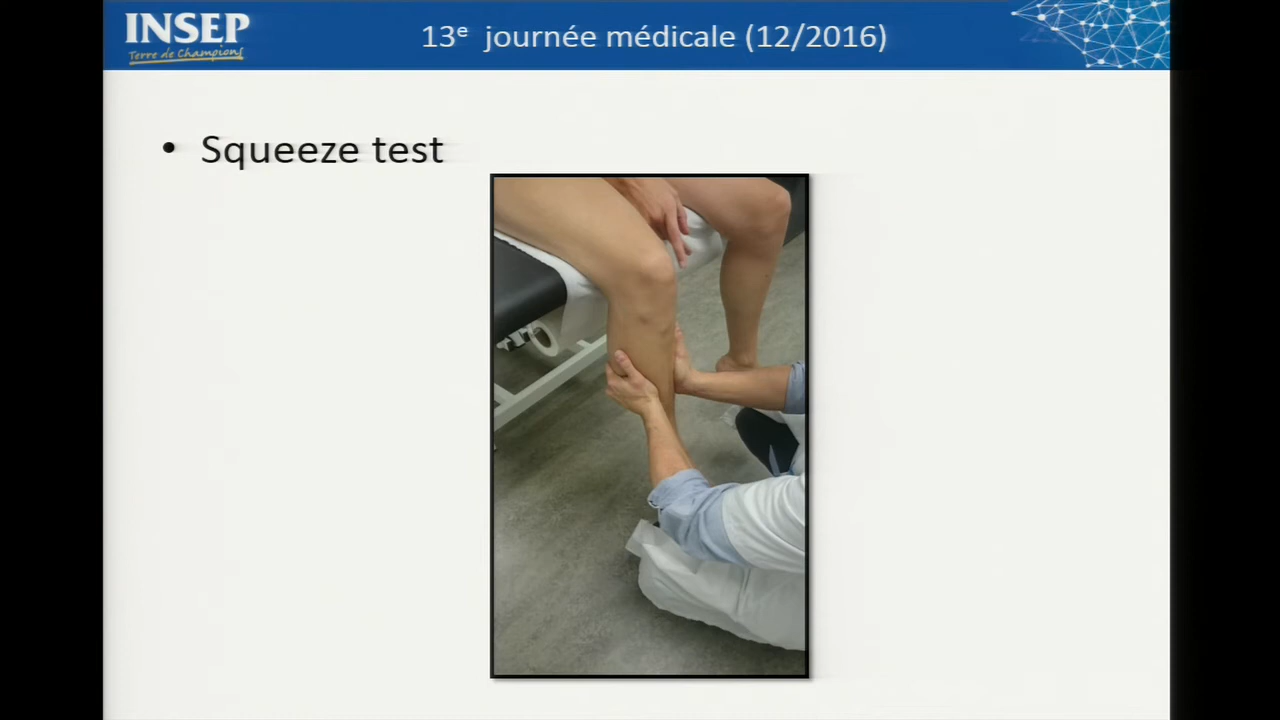 INSEP
Terre de Champions
13e journée médicale (12/2016)
• Squeeze test